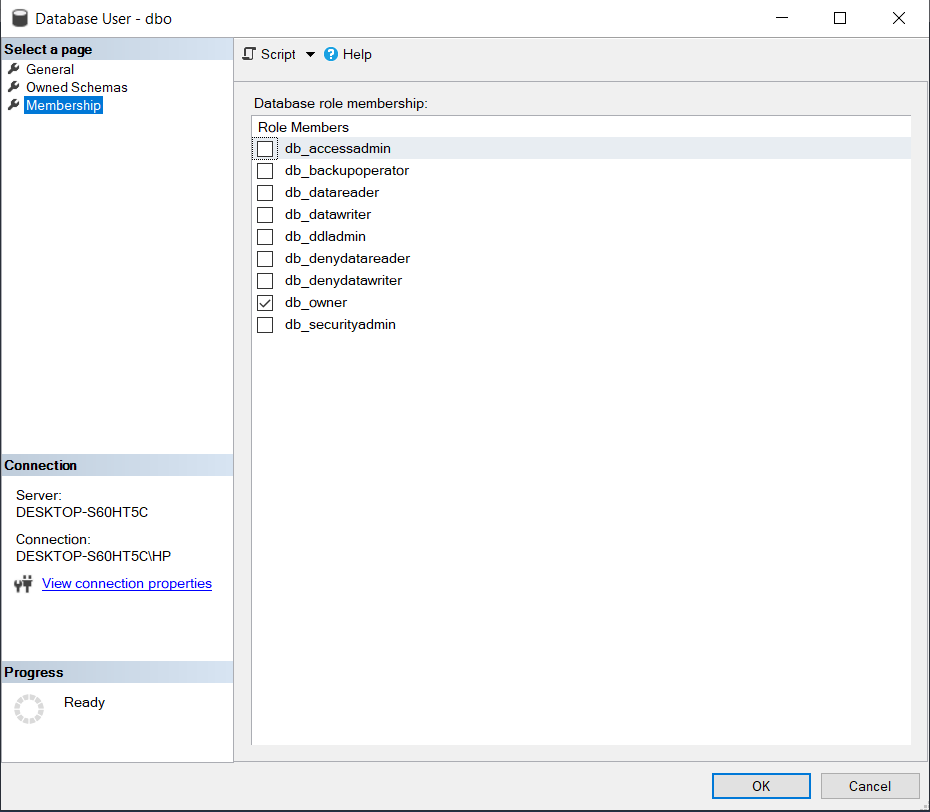 Database User - dbo
Select a page
General
Owned Schemas
Membership
Script
Help
Database role membership:
Role Members
db_accessadmin
db_backupoperator
db_datareader
db_datawriter
db_ddladmin
db_denydatareader
db_denydatawriter
db_owner
db_securityadmin
Connection
Server:
DESKTOP-S60HT5C
Connection:
DESKTOP-S60HT5C\HP
View connection properties
Progress
Ready
OK
Cancel